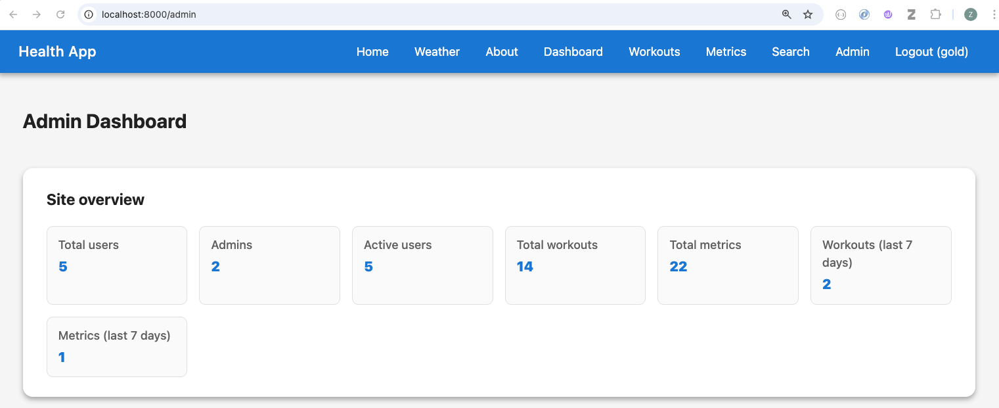 localhost:8000/admin
Z
Z
Health App
Home Weather About Dashboard Workouts Metrics Search Admin Logout (gold)
Admin Dashboard
Site overview
Total users
5
Admins
2
Active users
5
Total workouts
14
Total metrics
22
Workouts (last 7
days)
2
Metrics (last 7 days)
1